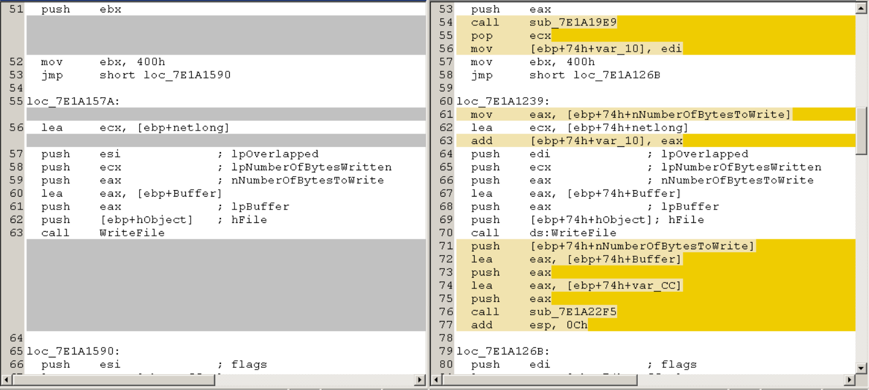 51 push ebx
52 mov ebx, 400h
53 jmp short loc_7E1A1590
54
55 loc_7E1A157A:
56 lea ecx, [ebp+netlong]
57 push esi ; lpOverlapped
58 push ecx ; lpNumberOfBytesWritten
59 push eax ; nNumberOfBytesToWrite
60 lea eax, [ebp+Buffer]
61 push eax ; lpBuffer
62 push [ebp+hObject] ; hFile
63 call WriteFile
64
65 loc_7E1A1590:
66 push esi ; flags
53 push eax
54 call sub_7E1A19E9
55 pop ecx
56 mov [ebp+74h+var_10], edi
57 mov ebx, 400h
58 jmp short loc_7E1A126B
59
60 loc_7E1A1239:
61 mov eax, [ebp+74h+nNumberOfBytesToWrite]
62 lea ecx, [ebp+74h+netlong]
63 add [ebp+74h+var_10], eax
64 push edi ; lpOverlapped
65 push ecx ; lpNumberOfBytesWritten
66 push eax ; nNumberOfBytesToWrite
67 lea eax, [ebp+74h+Buffer]
68 push eax ; lpBuffer
69 push [ebp+74h+hObject]; hFile
70 call ds:WriteFile
71 push [ebp+74h+nNumberOfBytesToWrite]
72 lea eax, [ebp+74h+Buffer]
73 push eax
74 lea eax, [ebp+74h+var_CC]
75 push eax
76 call sub_7E1A22F5
77 add esp, 0Ch
78
79 loc_7E1A126B:
80 push edi ; flags